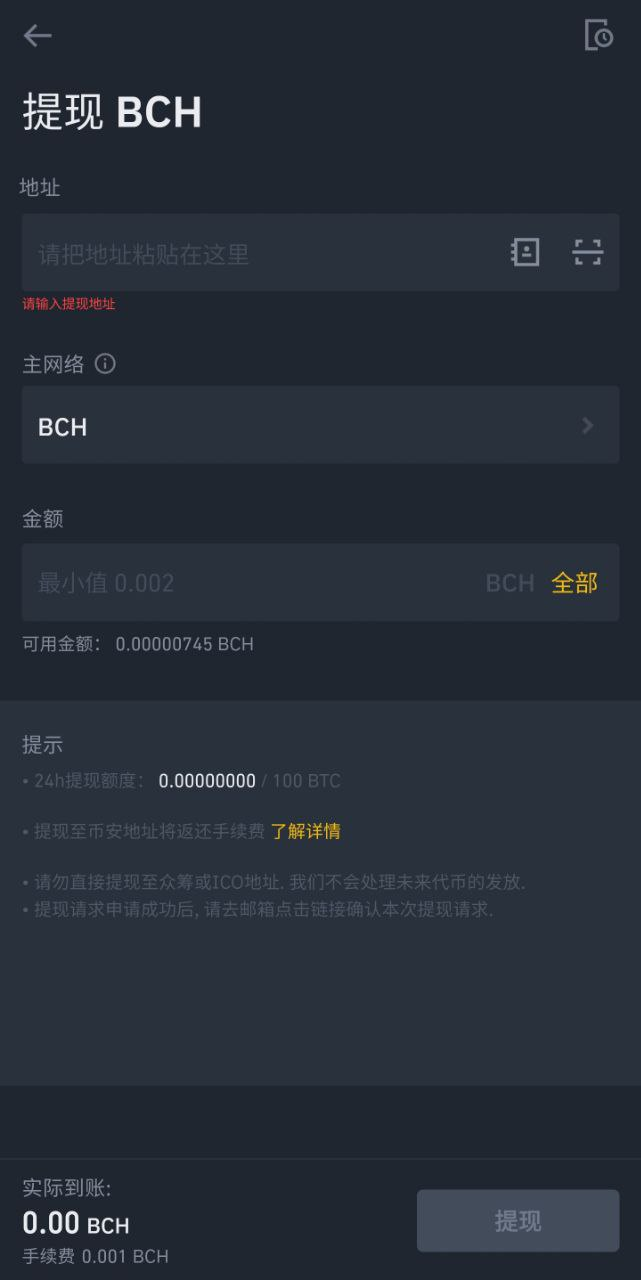 提现 BCH
地址
请把地址粘贴在这里
请输入提现地址
主网络
BCH
金额
最小值 0.002 BCH 全部
可用金额: 0.00000745 BCH
提示
• 24h提现额度: 0.00000000 / 100 BTC
• 提现至币安地址将返还手续费 了解详情
• 请勿直接提现至众筹或ICO地址. 我们不会处理未来代币的发放.
• 提现请求申请成功后, 请去邮箱点击链接确认本次提现请求.
实际到账:
0.00 BCH
手续费 0.001 BCH
提现